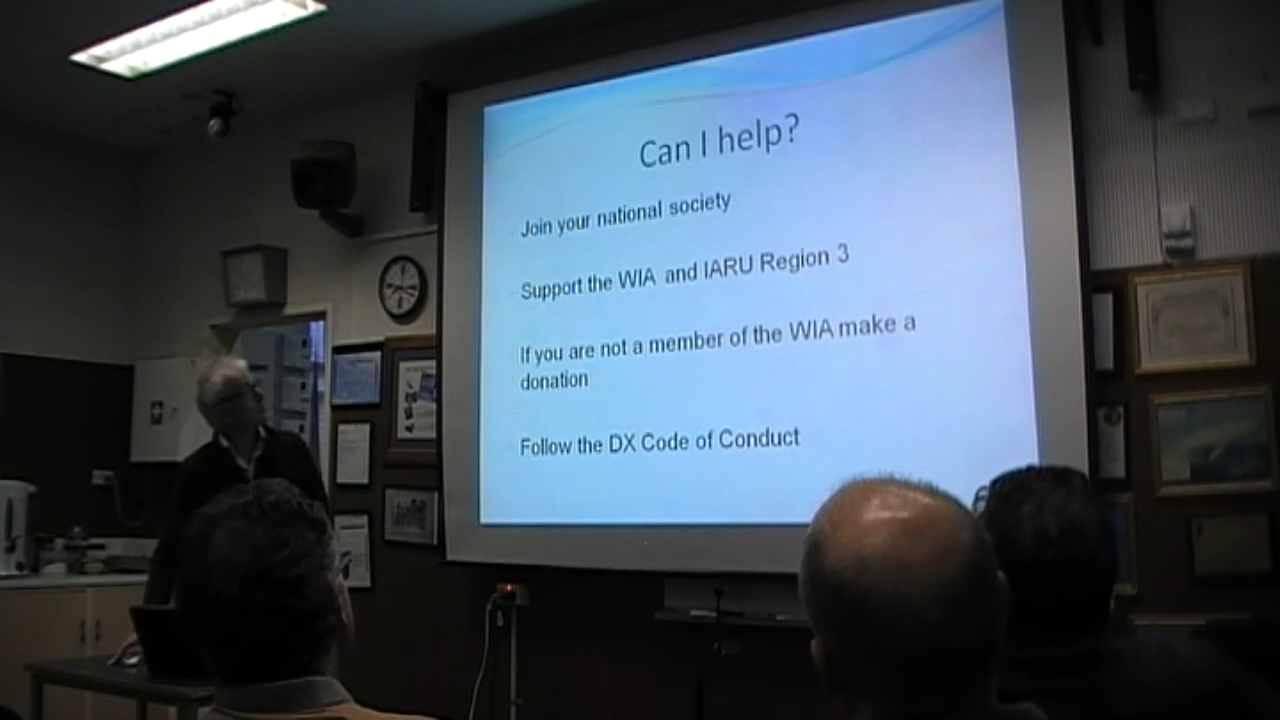 Can I help?
Join your national society
Support the WIA and IARU Region 3
If you are not a member of the WIA make a
donation
Follow the DX Code of Conduct